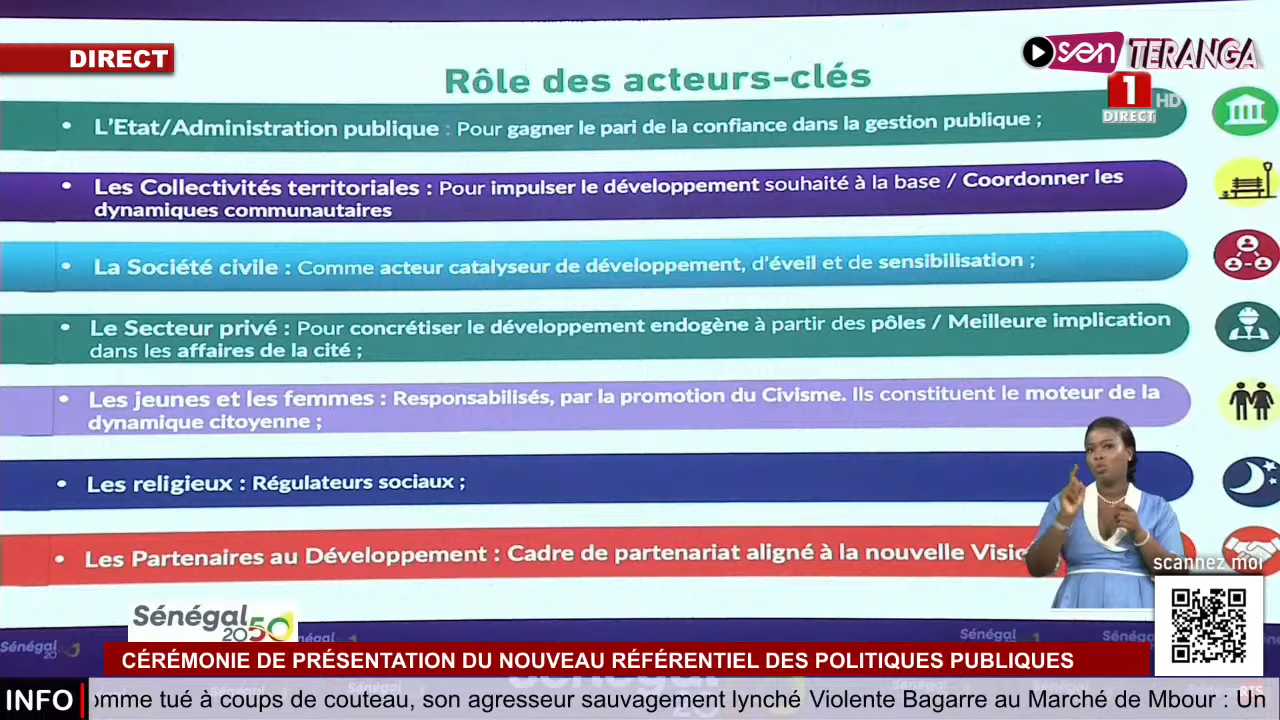 DIRECT
sen TERANGA
1 HD
DIRECT
Rôle des acteurs-clés
• L'Etat/Administration publique : Pour gagner le pari de la confiance dans la gestion publique ;
• Les Collectivités territoriales : Pour impulser le développement souhaité à la base / Coordonner les
dynamiques communautaires
• La Société civile : Comme acteur catalyseur de développement, d'éveil et de sensibilisation ;
• Le Secteur privé : Pour concrétiser le développement endogène à partir des pôles / Meilleure implication
dans les affaires de la cité ;
• Les jeunes et les femmes : Responsabilisés, par la promotion du Civisme. Ils constituent le moteur de la
dynamique citoyenne ;
• Les religieux : Régulateurs sociaux ;
• Les Partenaires au Développement : Cadre de partenariat aligné à la nouvelle Visio
scannez moi
Sénégal
2050
Sénégal
Sénégal
Sénégal
CÉRÉMONIE DE PRÉSENTATION DU NOUVEAU RÉFÉRENTIEL DES POLITIQUES PUBLIQUES
RTS
INFO
omme tué à coups de couteau, son agresseur sauvagement lynché Violente Bagarre au Marché de Mbour : Un